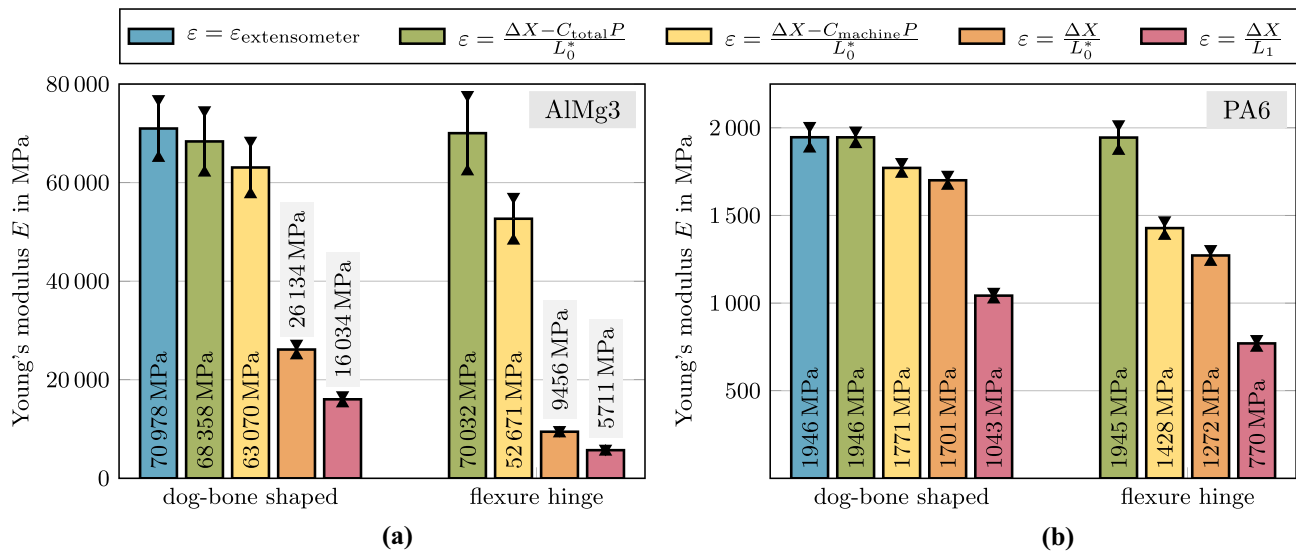 ε = ε_extensometer ε = (ΔX−C_total P)/L_0^* ε = (ΔX−C_machine P)/L_0^* ε = ΔX/L_0^* ε = ΔX/L_1
Young's modulus E in MPa
80 000
60 000
40 000
20 000
0
AlMg3
70 978 MPa
68 358 MPa
63 070 MPa
26 134 MPa
16 034 MPa
70 032 MPa
52 671 MPa
9456 MPa
5711 MPa
dog-bone shaped flexure hinge
(a)
Young's modulus E in MPa
2 000
1 500
1 000
500
PA6
1946 MPa
1946 MPa
1771 MPa
1701 MPa
1043 MPa
1945 MPa
1428 MPa
1272 MPa
770 MPa
dog-bone shaped flexure hinge
(b)